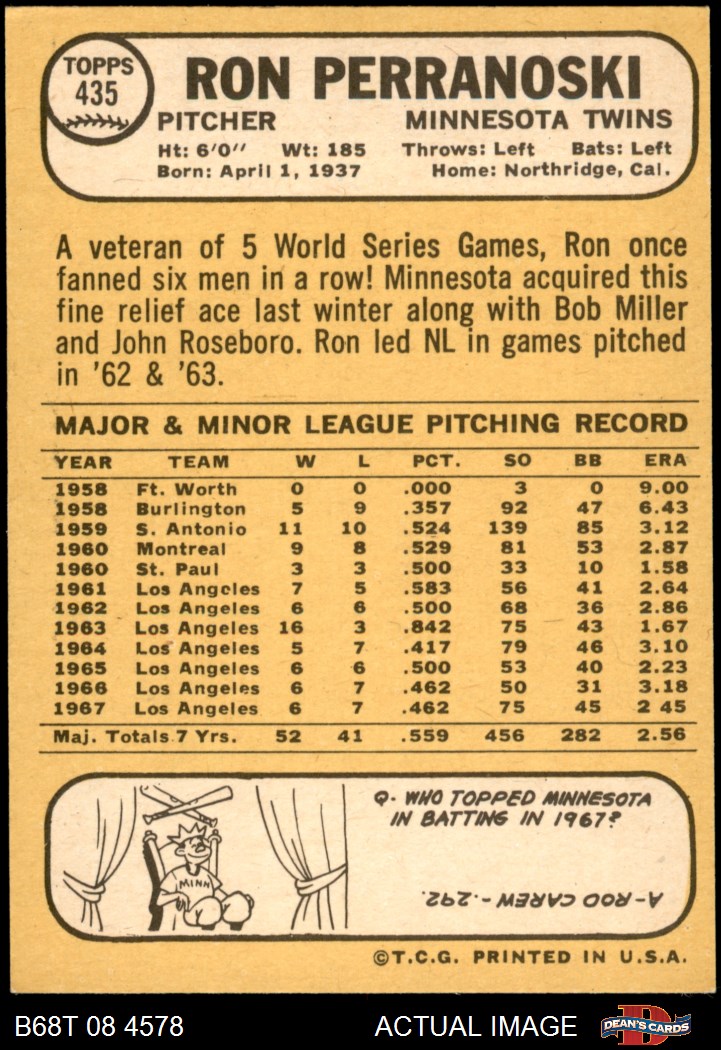 TOPPS
435
RON PERRANOSKI
PITCHER MINNESOTA TWINS
Ht: 6'0" Wt: 185 Throws: Left Bats: Left
Born: April 1, 1937 Home: Northridge, Cal.
A veteran of 5 World Series Games, Ron once
fanned six men in a row! Minnesota acquired this
fine relief ace last winter along with Bob Miller
and John Roseboro. Ron led NL in games pitched
in '62 & '63.
MAJOR & MINOR LEAGUE PITCHING RECORD
YEAR TEAM W L PCT. SO BB ERA
1958 Ft. Worth 0 0 .000 3 0 9.00
1958 Burlington 5 9 .357 92 47 6.43
1959 S. Antonio 11 10 .524 139 85 3.12
1960 Montreal 9 8 .529 81 53 2.87
1960 St. Paul 3 3 .500 33 10 1.58
1961 Los Angeles 7 5 .583 56 41 2.64
1962 Los Angeles 6 6 .500 68 36 2.86
1963 Los Angeles 16 3 .842 75 43 1.67
1964 Los Angeles 5 7 .417 79 46 3.10
1965 Los Angeles 6 6 .500 53 40 2.23
1966 Los Angeles 6 7 .462 50 31 3.18
1967 Los Angeles 6 7 .462 75 45 2 45
Maj. Totals 7 Yrs. 52 41 .559 456 282 2.56
MINN
Q- WHO TOPPED MINNESOTA
IN BATTING IN 1967?
A-ROD CAREW-.292.
©T.C.G. PRINTED IN U.S.A.
B68T 08 4578 ACTUAL IMAGE D DEAN'S CARDS